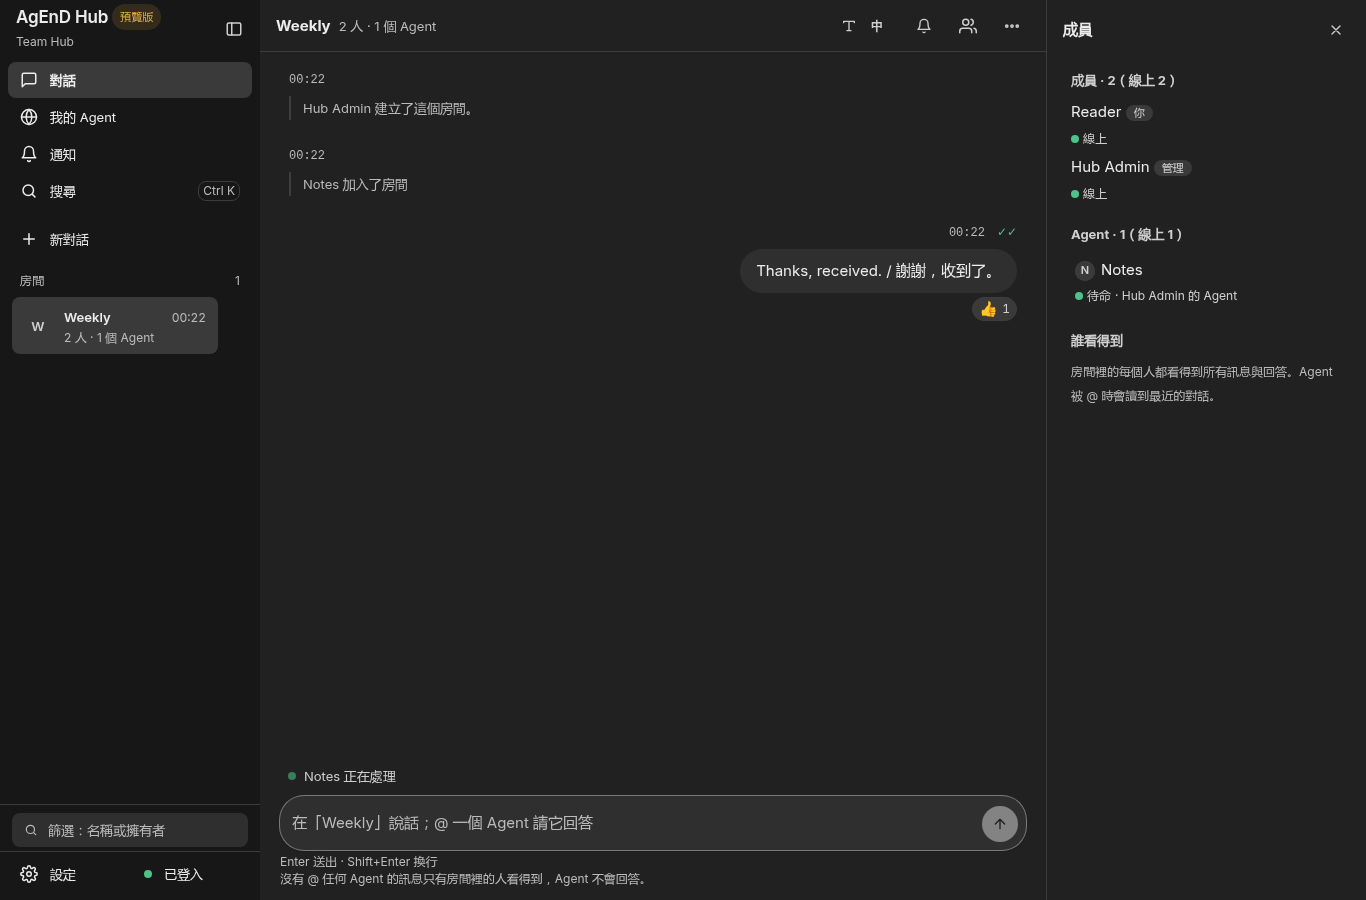 AgEnD Hub 預覽版
Team Hub
對話
我的 Agent
通知
搜尋 Ctrl K
新對話
房間 1
W Weekly 00:22
2 人 · 1 個 Agent
篩選：名稱或擁有者
設定 已登入
Weekly 2 人 · 1 個 Agent T 中
00:22
Hub Admin 建立了這個房間。
00:22
Notes 加入了房間
00:22 ✓✓
Thanks, received. / 謝謝，收到了。
👍 1
Notes 正在處理
在「Weekly」說話；@ 一個 Agent 請它回答
Enter 送出 · Shift+Enter 換行
沒有 @ 任何 Agent 的訊息只有房間裡的人看得到，Agent 不會回答。
成員
成員 · 2（線上 2）
Reader 你
線上
Hub Admin 管理
線上
Agent · 1（線上 1）
N Notes
待命 · Hub Admin 的 Agent
誰看得到
房間裡的每個人都看得到所有訊息與回答。Agent
被 @ 時會讀到最近的對話。